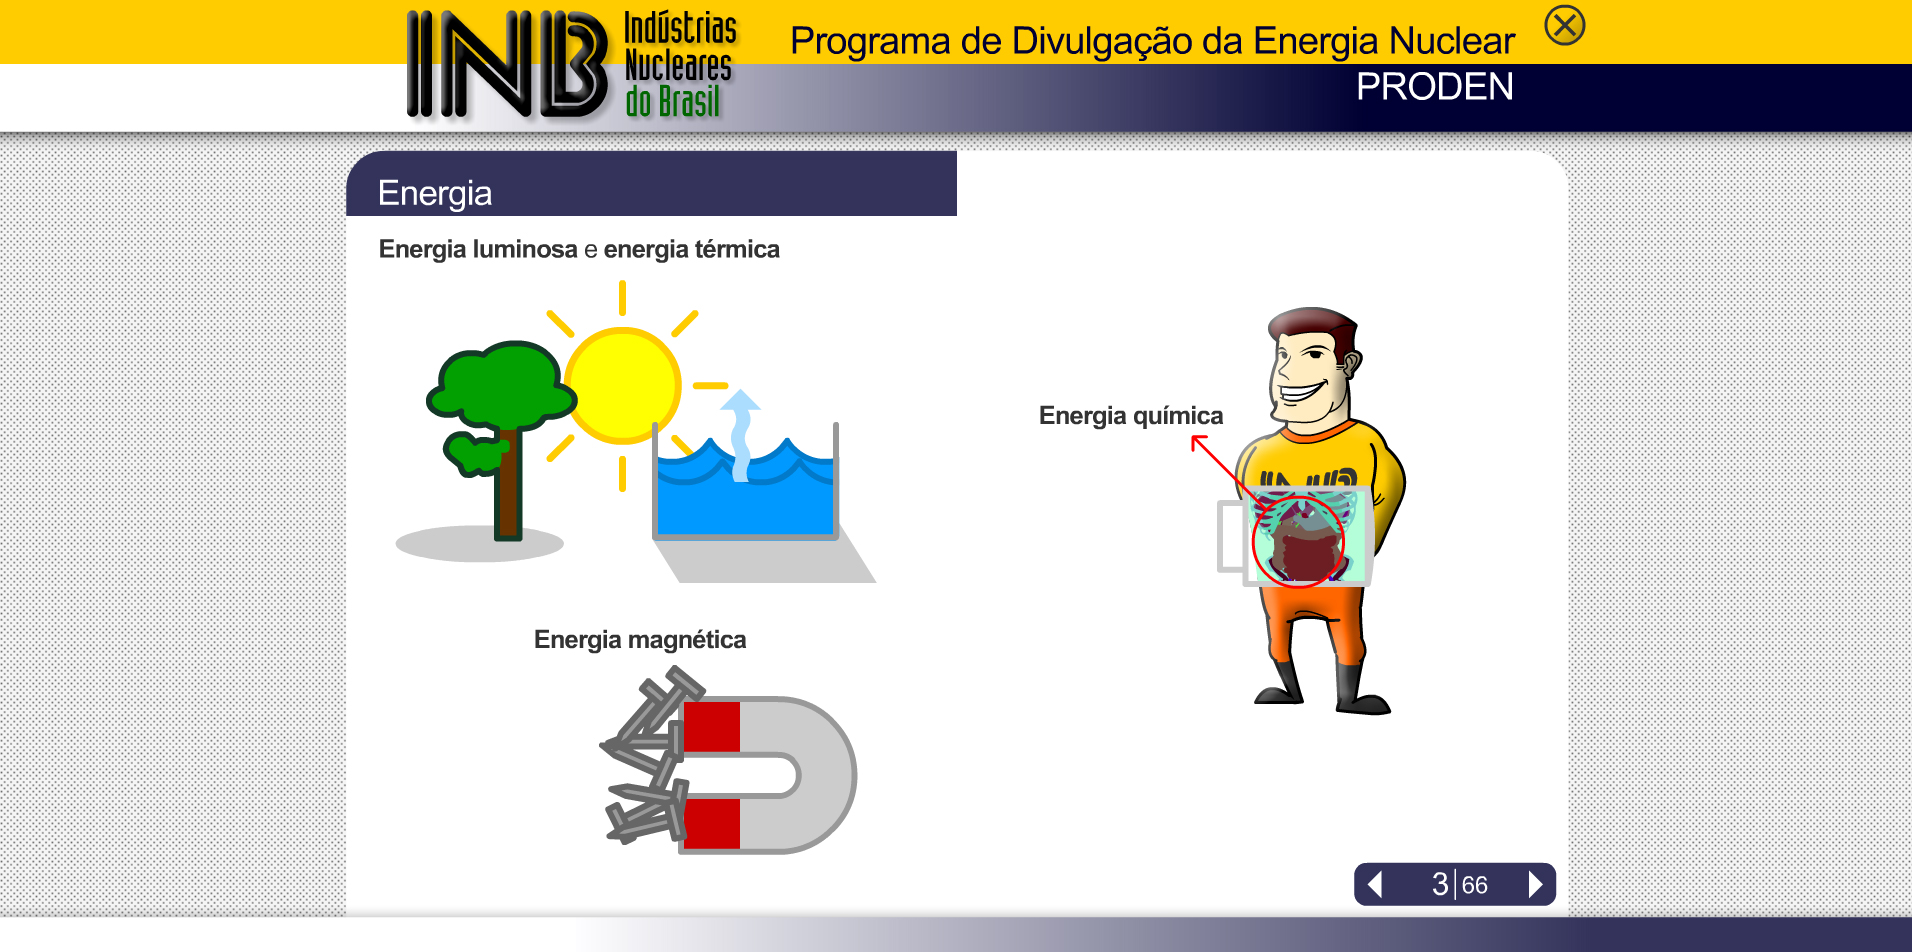 INB
Indústrias
Nucleares
do Brasil
Programa de Divulgação da Energia Nuclear
PRODEN
Energia
Energia luminosa e energia térmica
Energia química
INB
Energia magnética
3 66